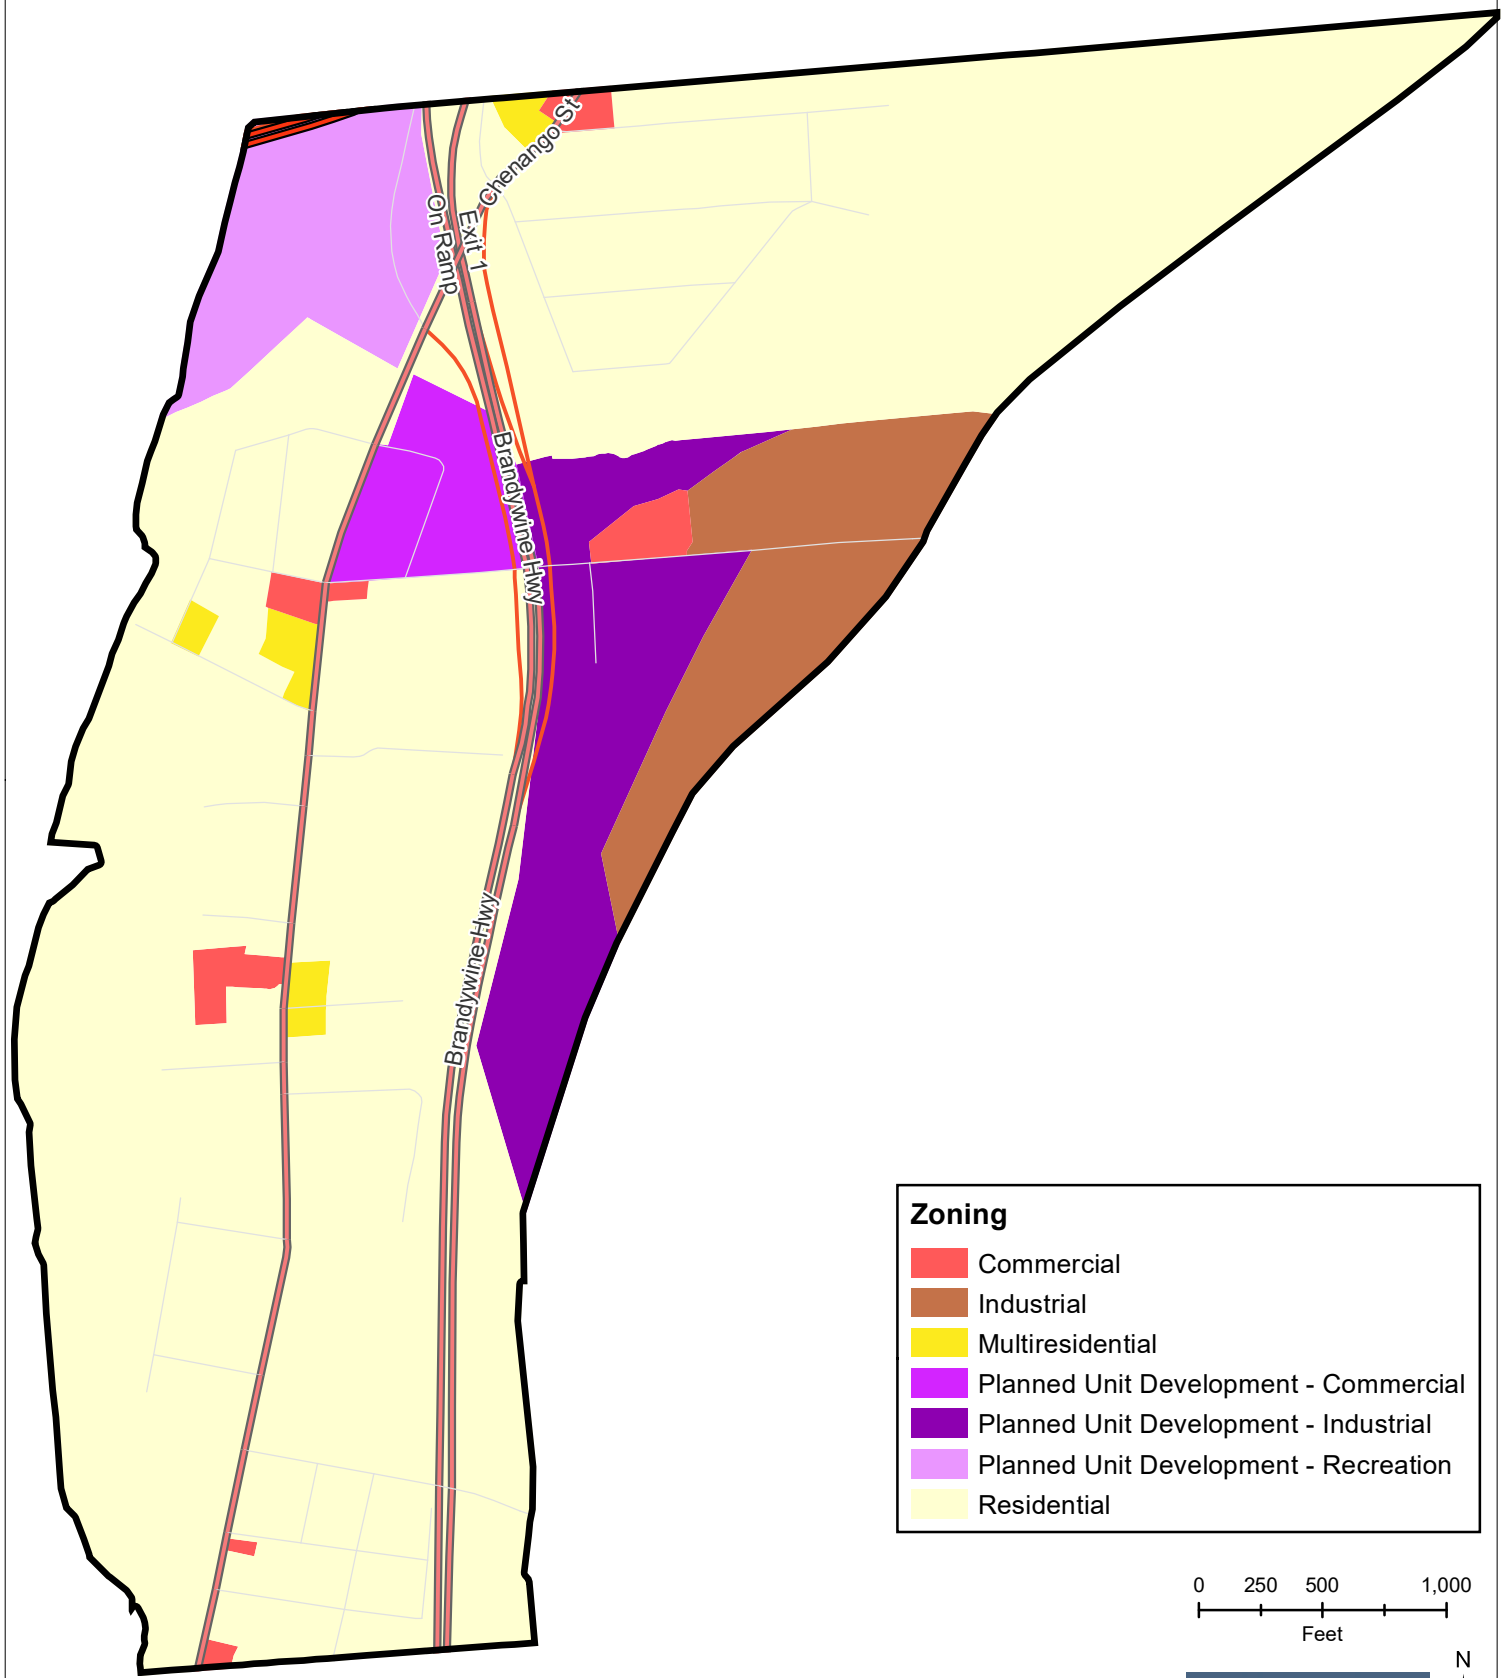 Chenango St
On Ramp
Exit 1
Brandywine Hwy
Brandywine Hwy
Zoning
Commercial
Industrial
Multiresidential
Planned Unit Development - Commercial
Planned Unit Development - Industrial
Planned Unit Development - Recreation
Residential
0 250 500 1,000
Feet
N